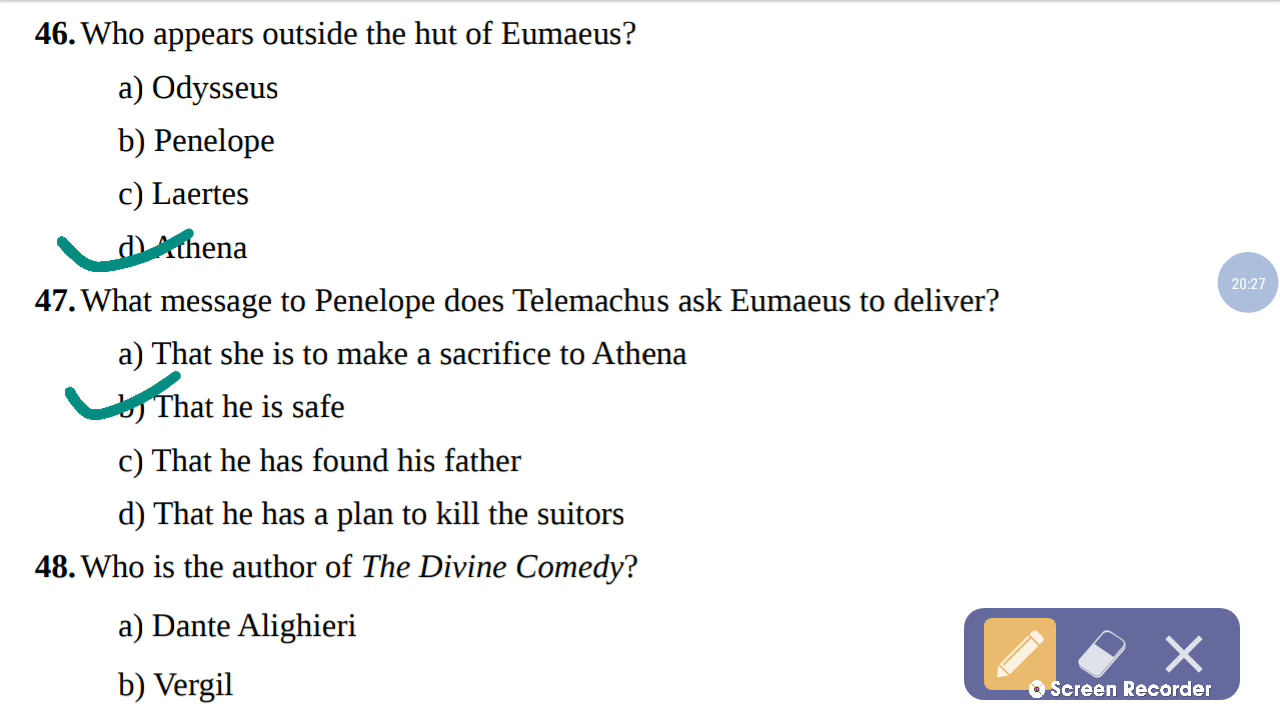 46. Who appears outside the hut of Eumaeus?
a) Odysseus
b) Penelope
c) Laertes
d) Athena
47. What message to Penelope does Telemachus ask Eumaeus to deliver?
a) That she is to make a sacrifice to Athena
b) That he is safe
c) That he has found his father
d) That he has a plan to kill the suitors
48. Who is the author of The Divine Comedy?
a) Dante Alighieri
b) Vergil
20:27
Screen Recorder